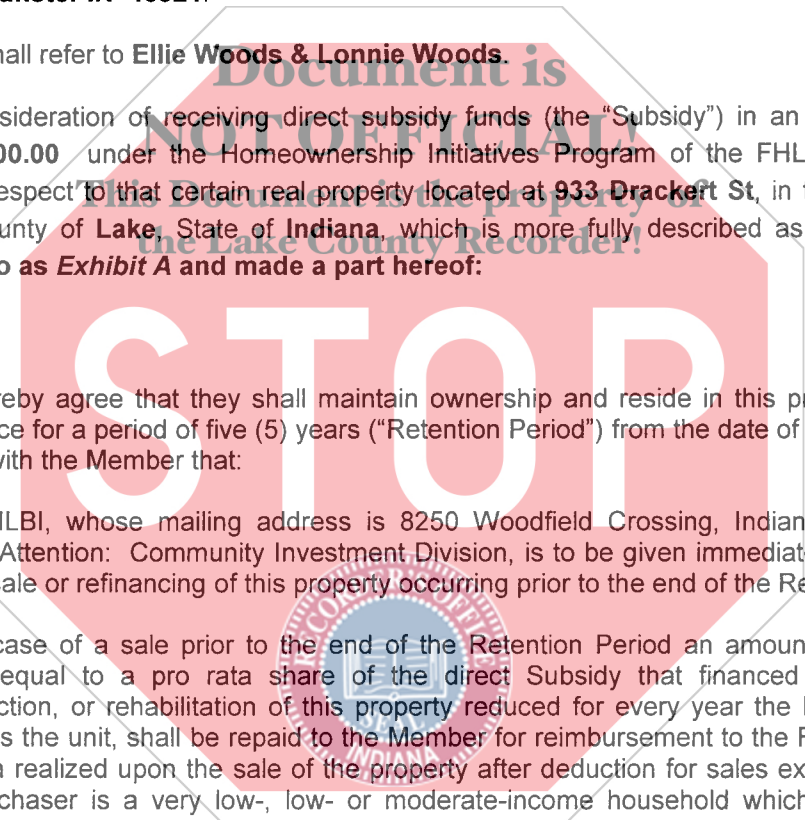 hall refer to Ellie Woods & Lonnie Woods.
Document is
sideration of receiving direct subsidy funds (the “Subsidy”) in an
NOT OFFICIAL!
00.00 under the Homeownership Initiatives Program of the FHL
This Document is the property of
respect to that certain real property located at 933 Drackert St, in
unty of Lake, State of Indiana, which is more fully described as
the Lake County Recorder!
o as Exhibit A and made a part hereof:
STOP
reby agree that they shall maintain ownership and reside in this pr
ce for a period of five (5) years (“Retention Period”) from the date of
with the Member that:
ILBI, whose mailing address is 8250 Woodfield Crossing, Indian
Attention: Community Investment Division, is to be given immediat
sale or refinancing of this property occurring prior to the end of the Re
RECORDER'S OFFICE
case of a sale prior to the end of the Retention Period an amoun
equal to a pro rata share of the direct Subsidy that financed
ction, or rehabilitation of this property reduced for every year the
SEAL
s the unit, shall be repaid to the Member for reimbursement to the F
INDIANA
n realized upon the sale of the property after deduction for sales ex
chaser is a very low-, low- or moderate-income household which